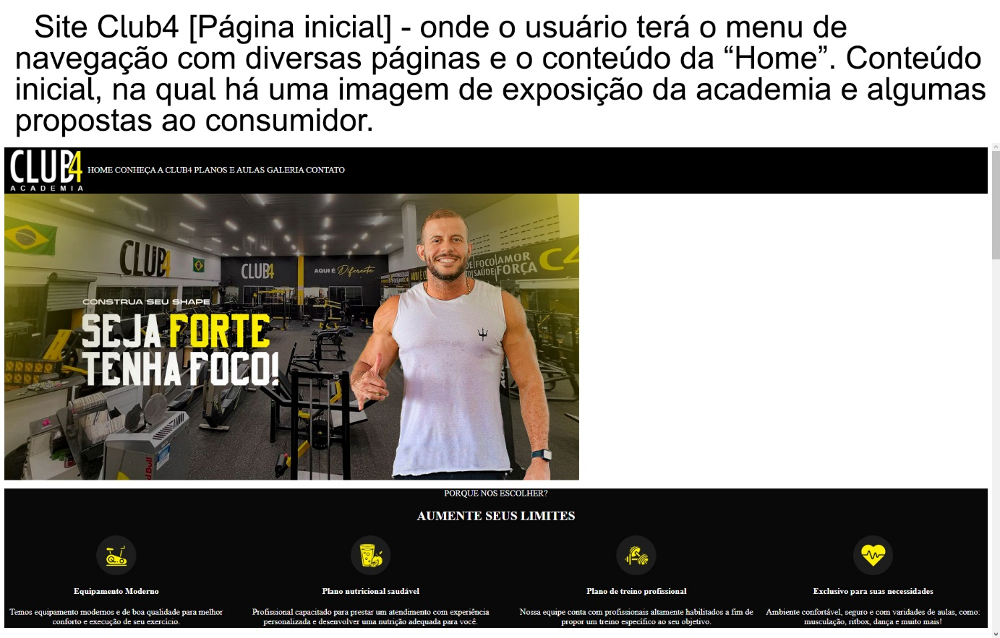 Site Club4 [Página inicial] - onde o usuário terá o menu de
navegação com diversas páginas e o conteúdo da “Home”. Conteúdo
inicial, na qual há uma imagem de exposição da academia e algumas
propostas ao consumidor.
CLUB4
ACADEMIA
HOME CONHEÇA A CLUB4 PLANOS E AULAS GALERIA CONTATO
CLUB4
CLUB4
AQUI É Diferente
FOCO AMOR
SAÚDE FORÇA
C4
CONSTRUA SEU SHAPE
SEJA FORTE
TENHA FOCO!
25
Red Bull
PORQUE NOS ESCOLHER?
AUMENTE SEUS LIMITES
Equipamento Moderno
Temos equipamento modernos e de boa qualidade para melhor
conforto e execução de seu exercício.
Plano nutricional saudável
Profissional capacitado para prestar um atendimento com experiência
personalizada e desenvolver uma nutrição adequada para você.
Plano de treino profissional
Nossa equipe conta com profissionais altamente habilitados a fim de
propor um treino específico ao seu objetivo.
Exclusivo para suas necessidades
Ambiente confortável, seguro e com varidades de aulas, como:
musculação, ritbox, dança e muito mais!